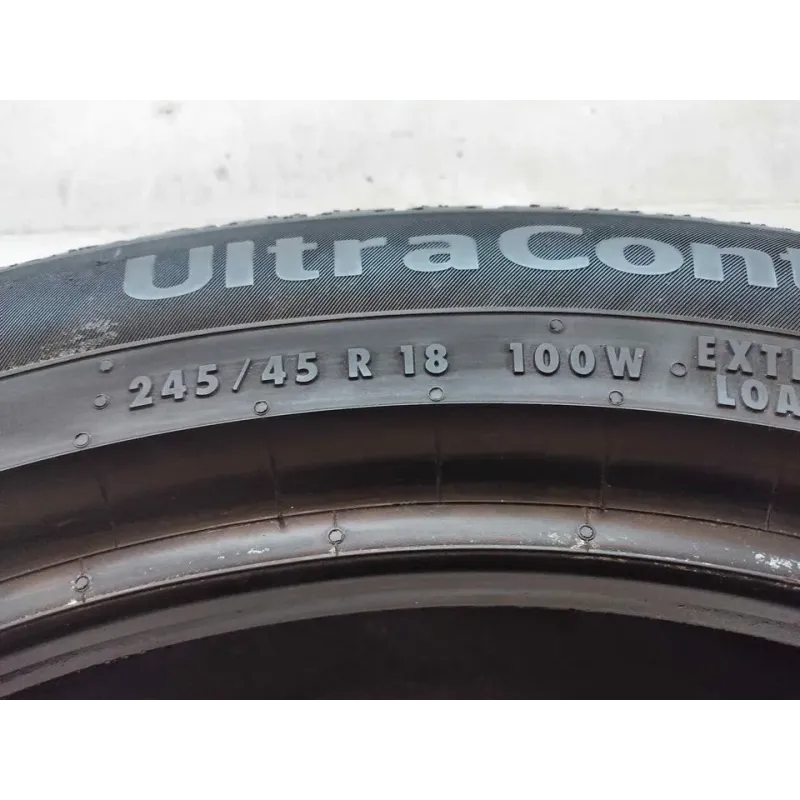 UltraCont
245/45 R 18 100W EXT
LOA